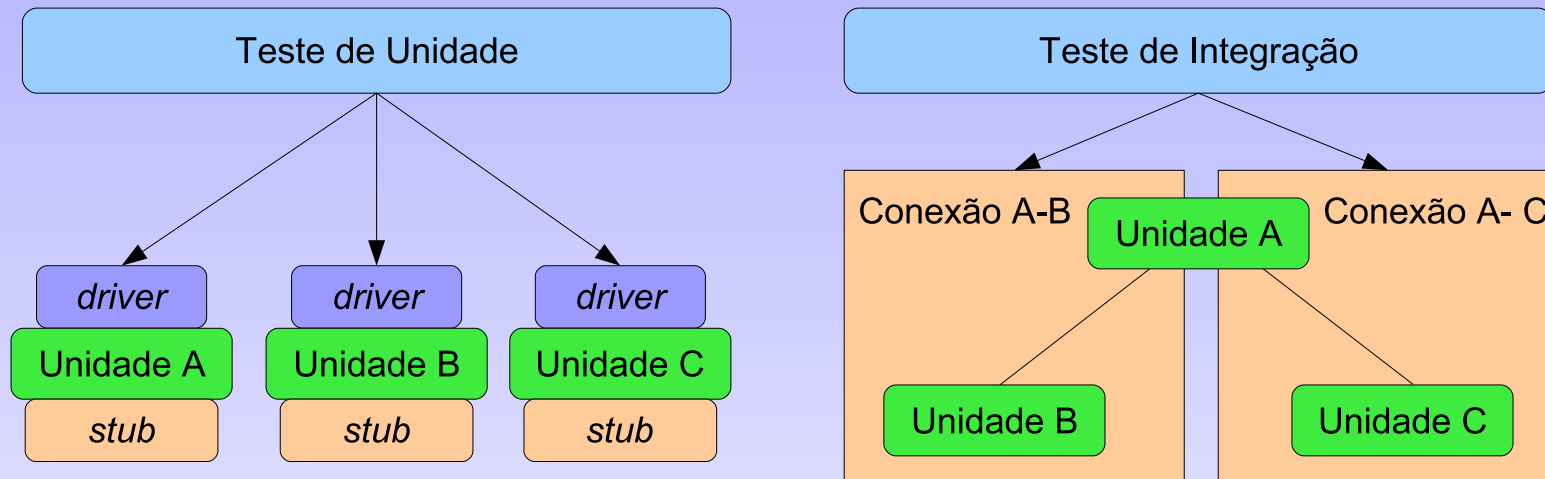 Teste de Unidade
driver
driver
driver
Unidade A
Unidade B
Unidade C
stub
stub
stub
Teste de Integração
Conexão A-B
Unidade A
Conexão A- C
Unidade B
Unidade C